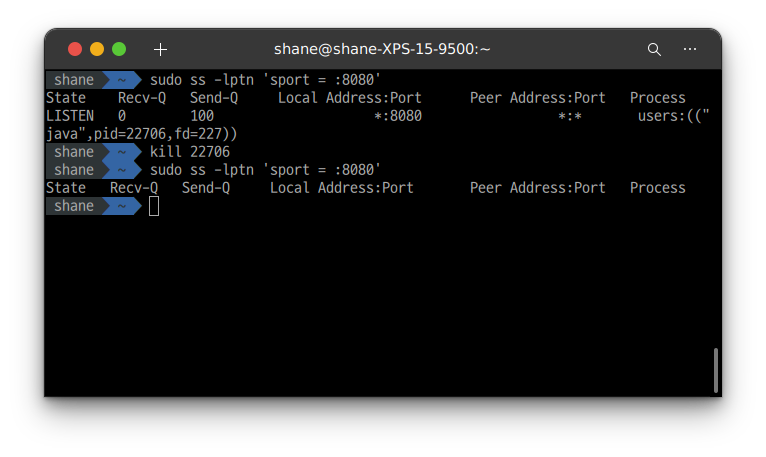 shane@shane-XPS-15-9500:~
shane ~ sudo ss -lptn 'sport = :8080'
State Recv-Q Send-Q Local Address:Port Peer Address:Port Process
LISTEN 0 100 *:8080 *:* users:(("
java",pid=22706,fd=227))
shane ~ kill 22706
shane ~ sudo ss -lptn 'sport = :8080'
State Recv-Q Send-Q Local Address:Port Peer Address:Port Process
shane ~